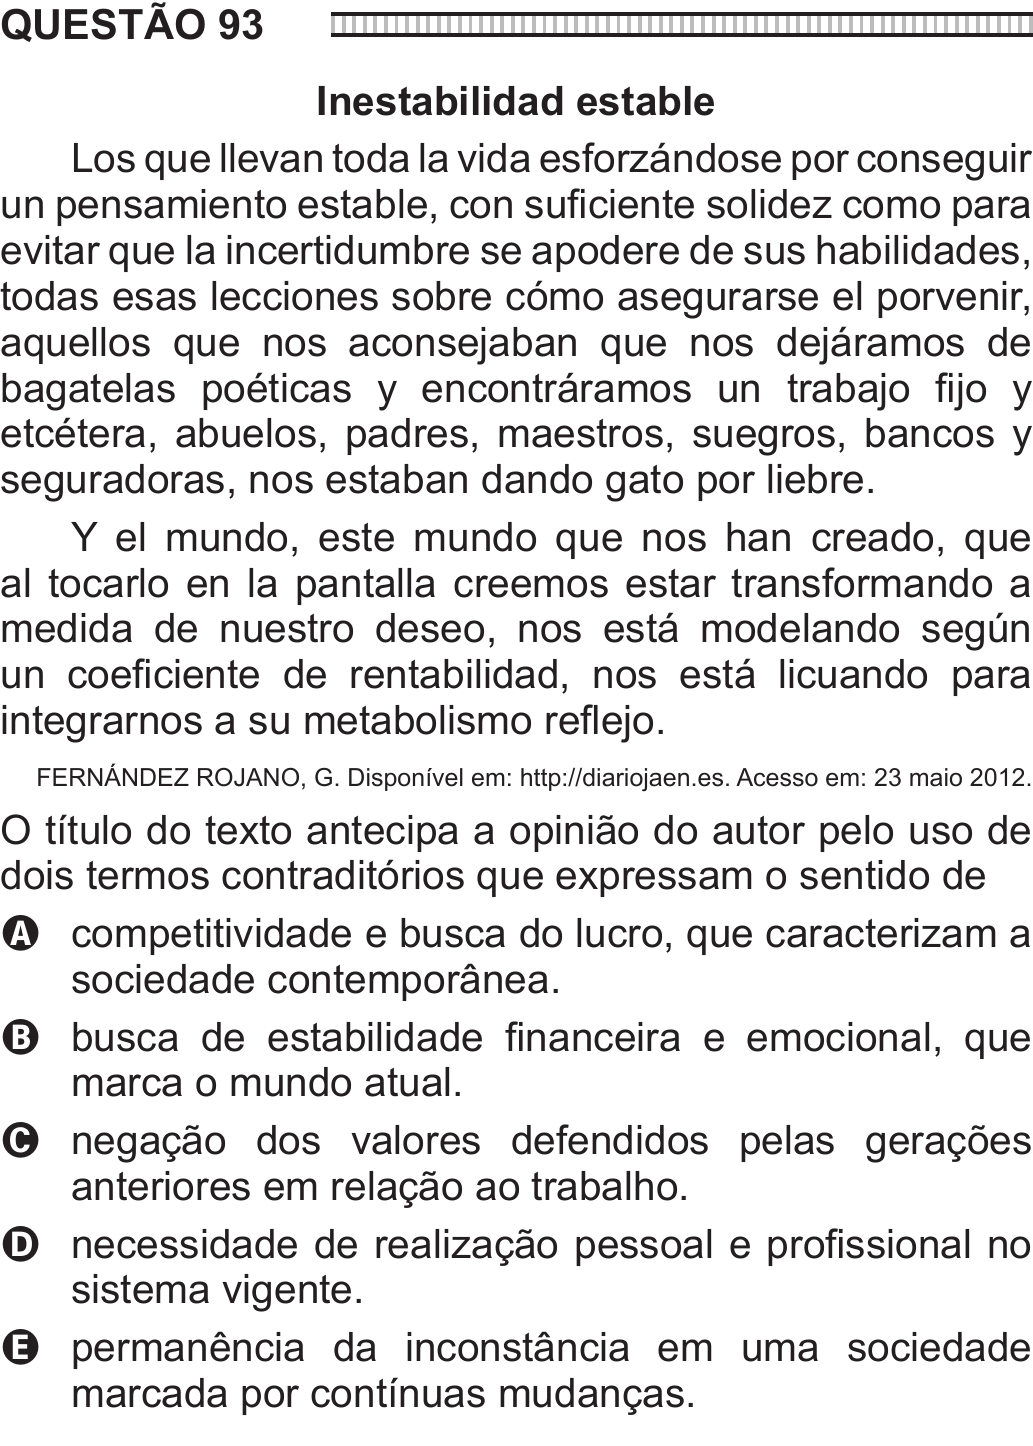 QUESTÃO 93
Inestabilidad estable
Los que llevan toda la vida esforzándose por conseguir
un pensamiento estable, con suficiente solidez como para
evitar que la incertidumbre se apodere de sus habilidades,
todas esas lecciones sobre cómo asegurarse el porvenir,
aquellos que nos aconsejaban que nos dejáramos de
bagatelas poéticas y encontráramos un trabajo fijo y
etcétera, abuelos, padres, maestros, suegros, bancos y
seguradoras, nos estaban dando gato por liebre.
Y el mundo, este mundo que nos han creado, que
al tocarlo en la pantalla creemos estar transformando a
medida de nuestro deseo, nos está modelando según
un coeficiente de rentabilidad, nos está licuando para
integrarnos a su metabolismo reflejo.
FERNÁNDEZ ROJANO, G. Disponível em: http://diariojaen.es. Acesso em: 23 maio 2012.
O título do texto antecipa a opinião do autor pelo uso de
dois termos contraditórios que expressam o sentido de
A competitividade e busca do lucro, que caracterizam a
sociedade contemporânea.
B busca de estabilidade financeira e emocional, que
marca o mundo atual.
C negação dos valores defendidos pelas gerações
anteriores em relação ao trabalho.
D necessidade de realização pessoal e profissional no
sistema vigente.
E permanência da inconstância em uma sociedade
marcada por contínuas mudanças.